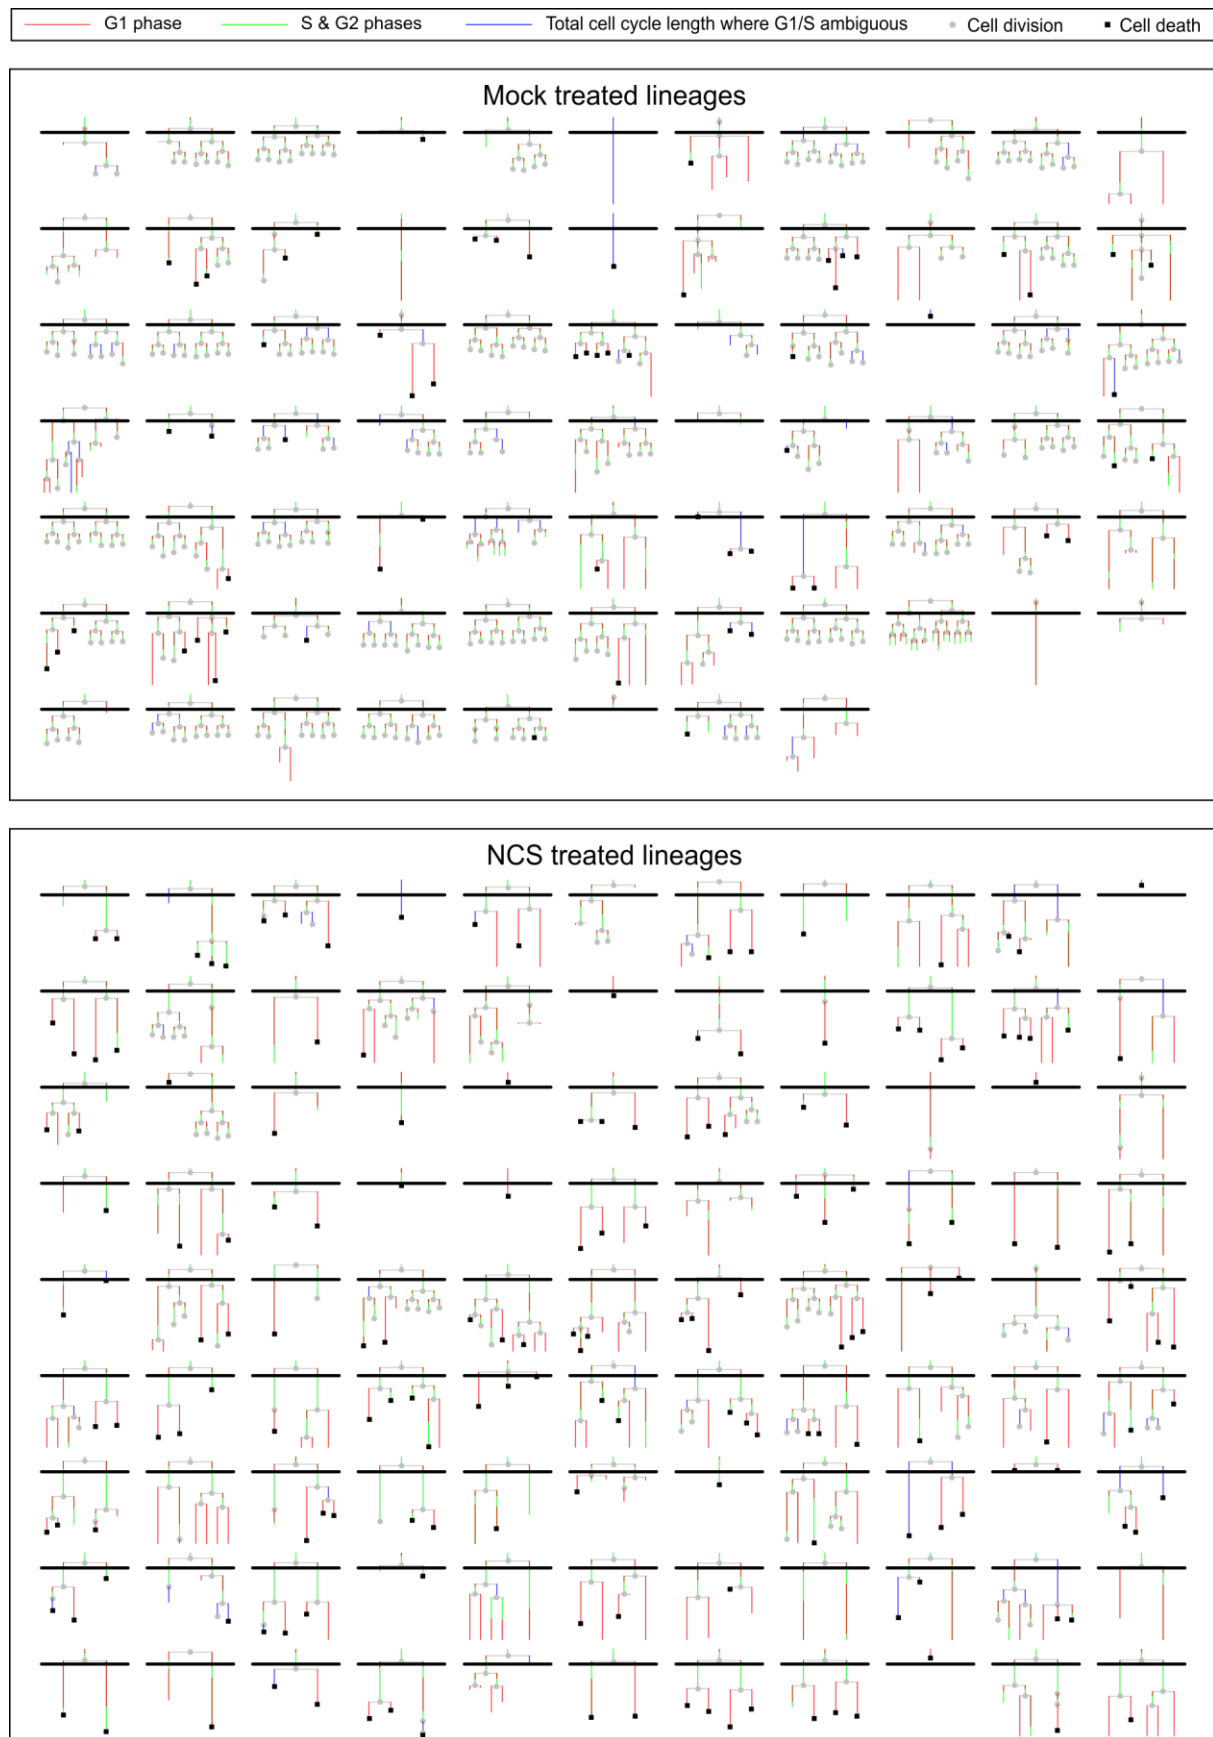 G1 phase S & G2 phases Total cell cycle length where G1/S ambiguous Cell division Cell death
Mock treated lineages
NCS treated lineages